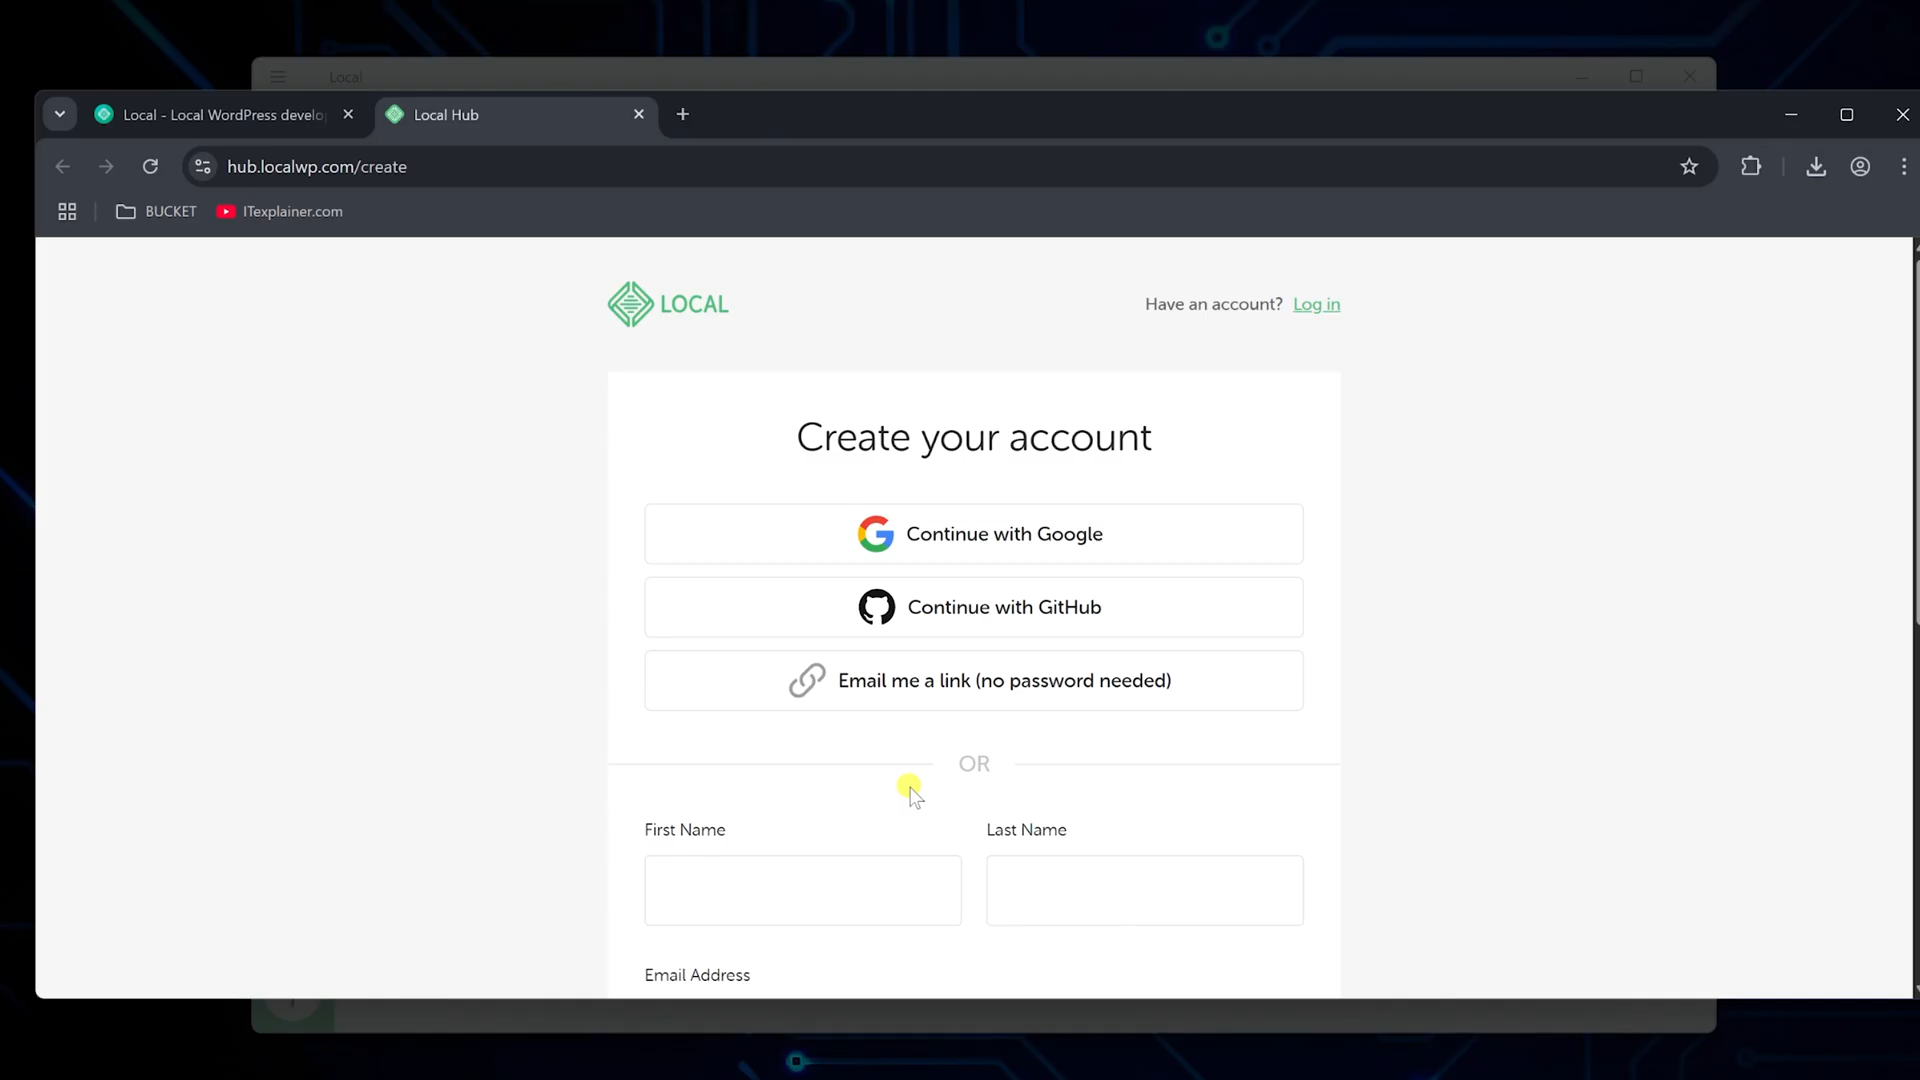 Local
Local - Local WordPress develo
Local Hub
hub.localwp.com/create
BUCKET
ITexplainer.com
LOCAL
Have an account? Log in
Create your account
Continue with Google
Continue with GitHub
Email me a link (no password needed)
OR
First Name
Last Name
Email Address